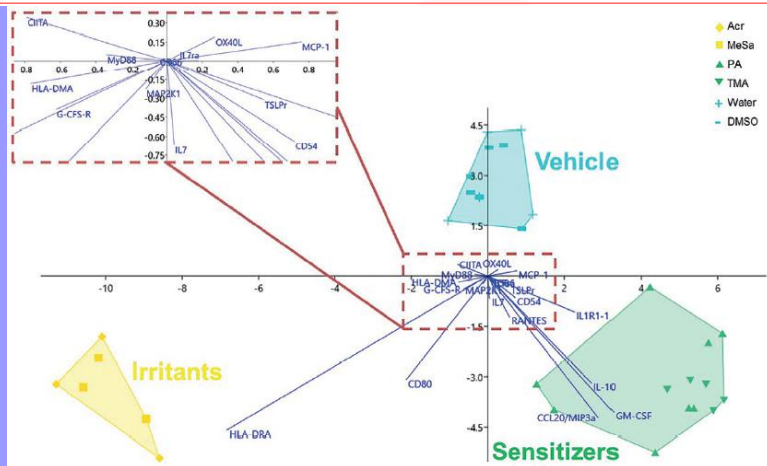 CIITA
0.30
0.15
OX40L
MCP-1
MyD88
IL7ra
0.8 0.6 0.4 0.2 0.2 0.4 0.6 0.8
HLA-DMA
-0.15
MAP2K1
-0.30
TSLPr
G-CFS-R
-0.45
-0.60
IL7
CD54
-0.75
Acr
MeSa
PA
TMA
Water
DMSO
4.5
Vehicle
3.0
1.5
CIITA OX40L
MyD88 MCP-1
HLA-DMA
G-CFS-R MAP2K1 TSLPr
IL7 CD54
RANTES
IL1R1-1
-10 -8 -6 -4 -2 2 4 6
-1.5
Irritants
CD80
-3.0
IL-10
CCL20/MIP3a
GM-CSF
-4.5
HLA-DRA
Sensitizers